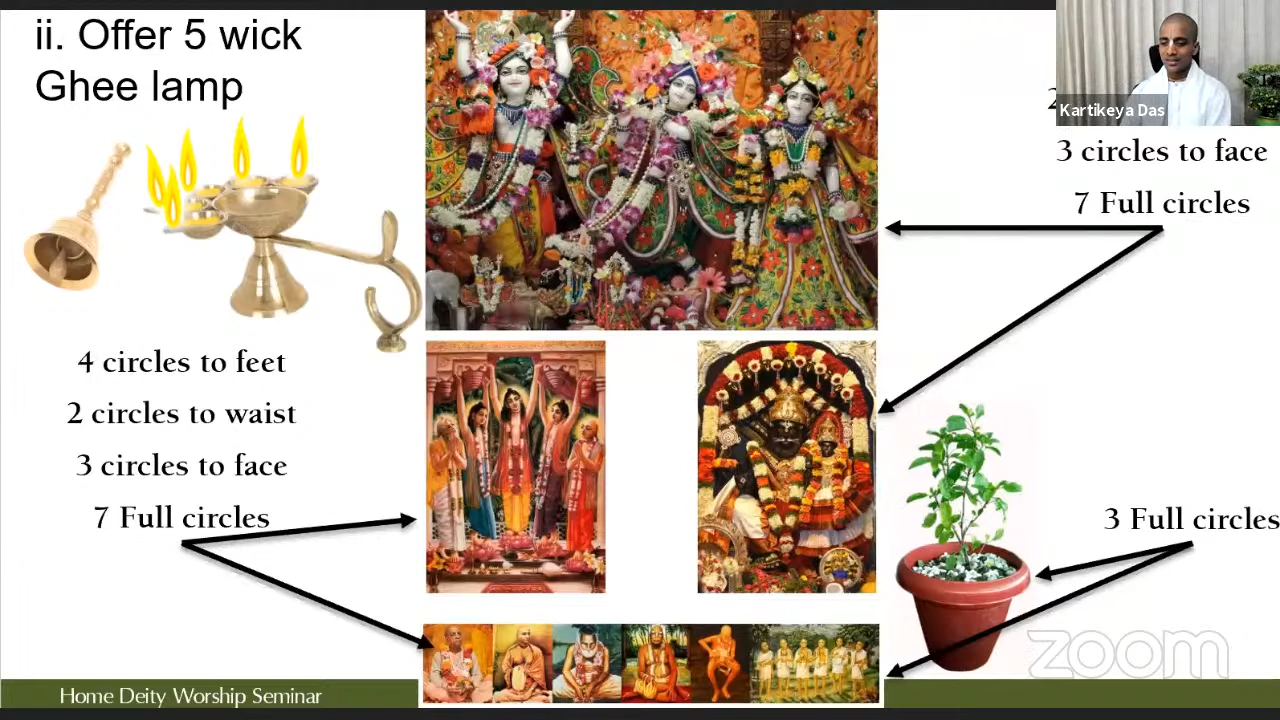 ii. Offer 5 wick
Ghee lamp
Kartikeya Das
3 circles to face
7 Full circles
4 circles to feet
2 circles to waist
3 circles to face
7 Full circles
3 Full circles
zoom
Home Deity Worship Seminar